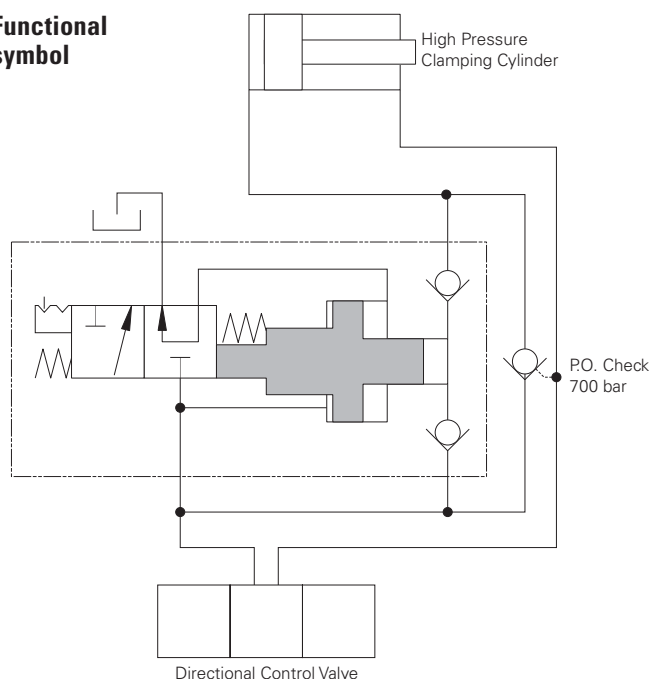 Functional
symbol
High Pressure
Clamping Cylinder
P.O. Check
700 bar
Directional Control Valve